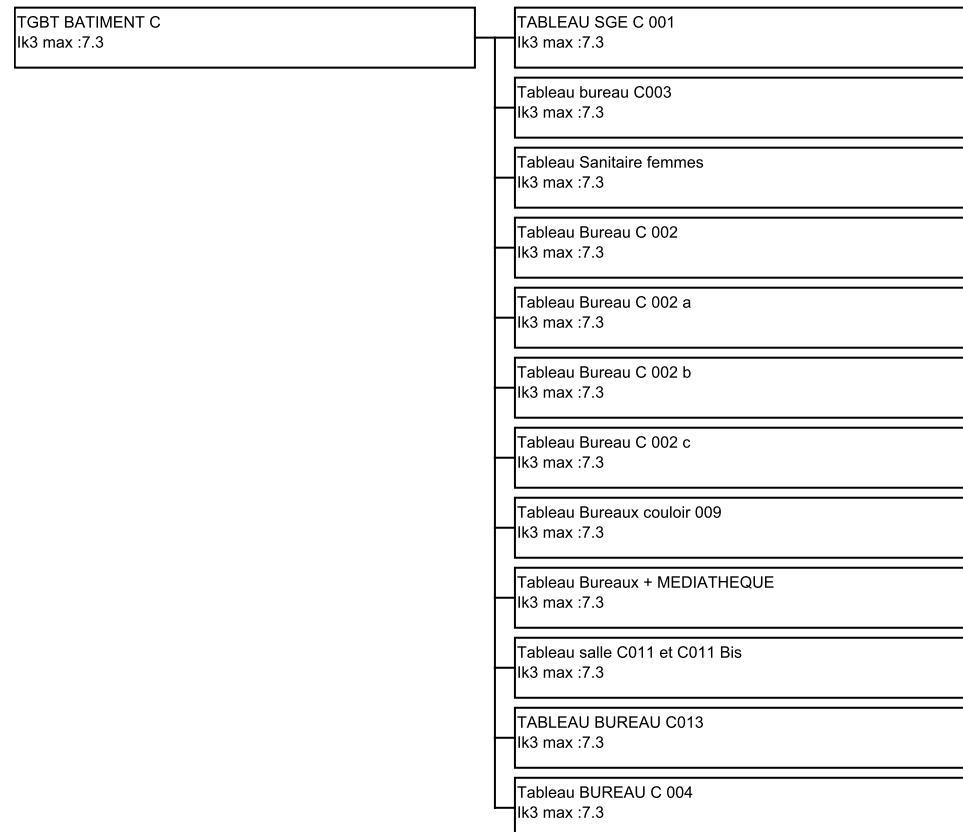 TGBT BATIMENT C
Ik3 max :7.3
TABLEAU SGE C 001
Ik3 max :7.3
Tableau bureau C003
Ik3 max :7.3
Tableau Sanitaire femmes
Ik3 max :7.3
Tableau Bureau C 002
Ik3 max :7.3
Tableau Bureau C 002 a
Ik3 max :7.3
Tableau Bureau C 002 b
Ik3 max :7.3
Tableau Bureau C 002 c
Ik3 max :7.3
Tableau Bureaux couloir 009
Ik3 max :7.3
Tableau Bureaux + MEDIATHEQUE
Ik3 max :7.3
Tableau salle C011 et C011 Bis
Ik3 max :7.3
TABLEAU BUREAU C013
Ik3 max :7.3
Tableau BUREAU C 004
Ik3 max :7.3